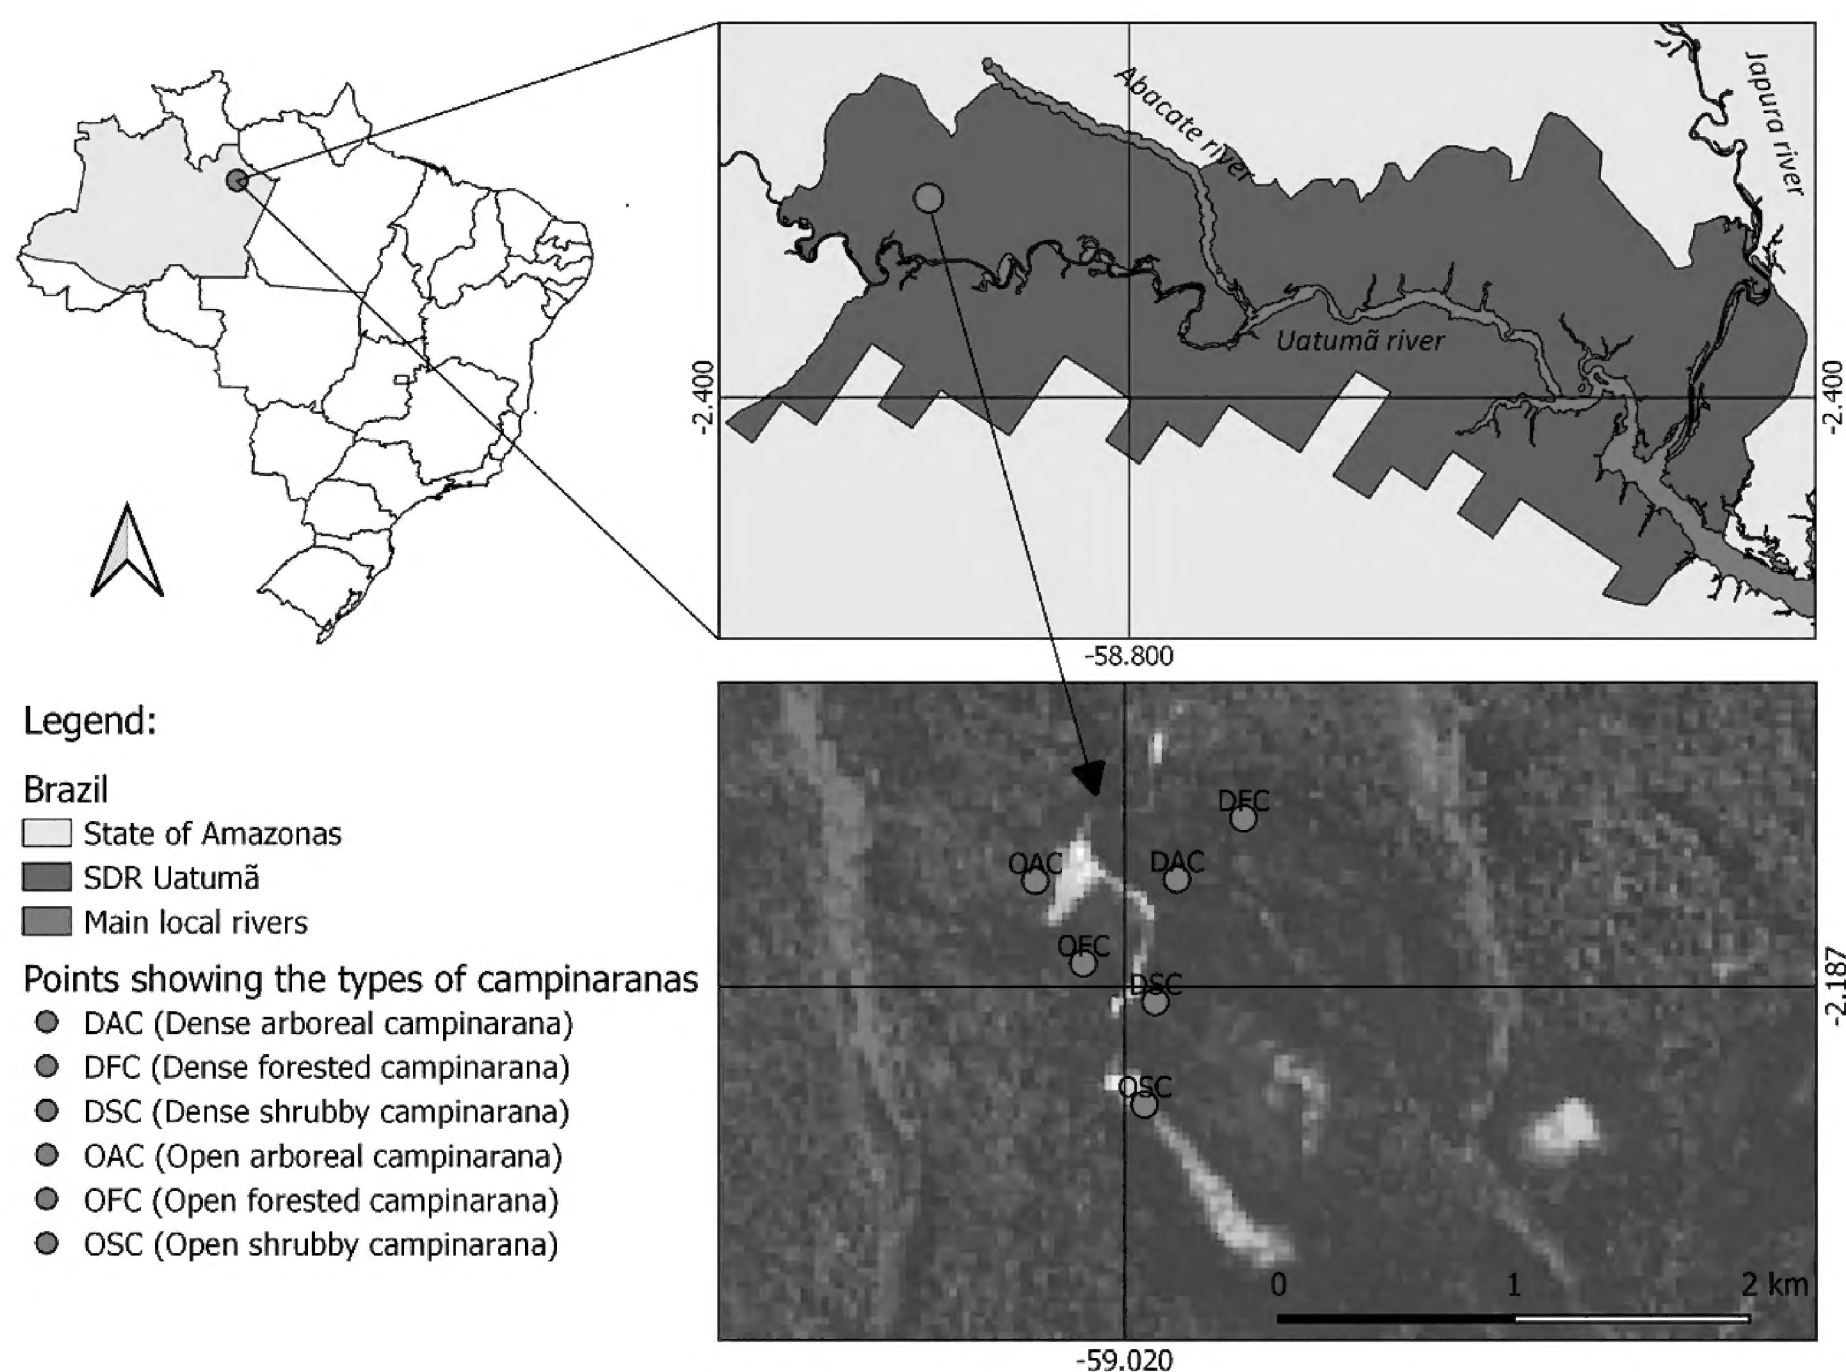 Abacate river
Japura river
Uatumã river
-2.400
-2.400
-58.800
Legend:
Brazil
State of Amazonas
SDR Uatumã
Main local rivers
Points showing the types of campinaranas
DAC (Dense arboreal campinarana)
DFC (Dense forested campinarana)
DSC (Dense shrubby campinarana)
OAC (Open arboreal campinarana)
OFC (Open forested campinarana)
OSC (Open shrubby campinarana)
DFC
OAC
DAC
OFC
DSC
OSC
-2.187
0 1 2 km
-59.020